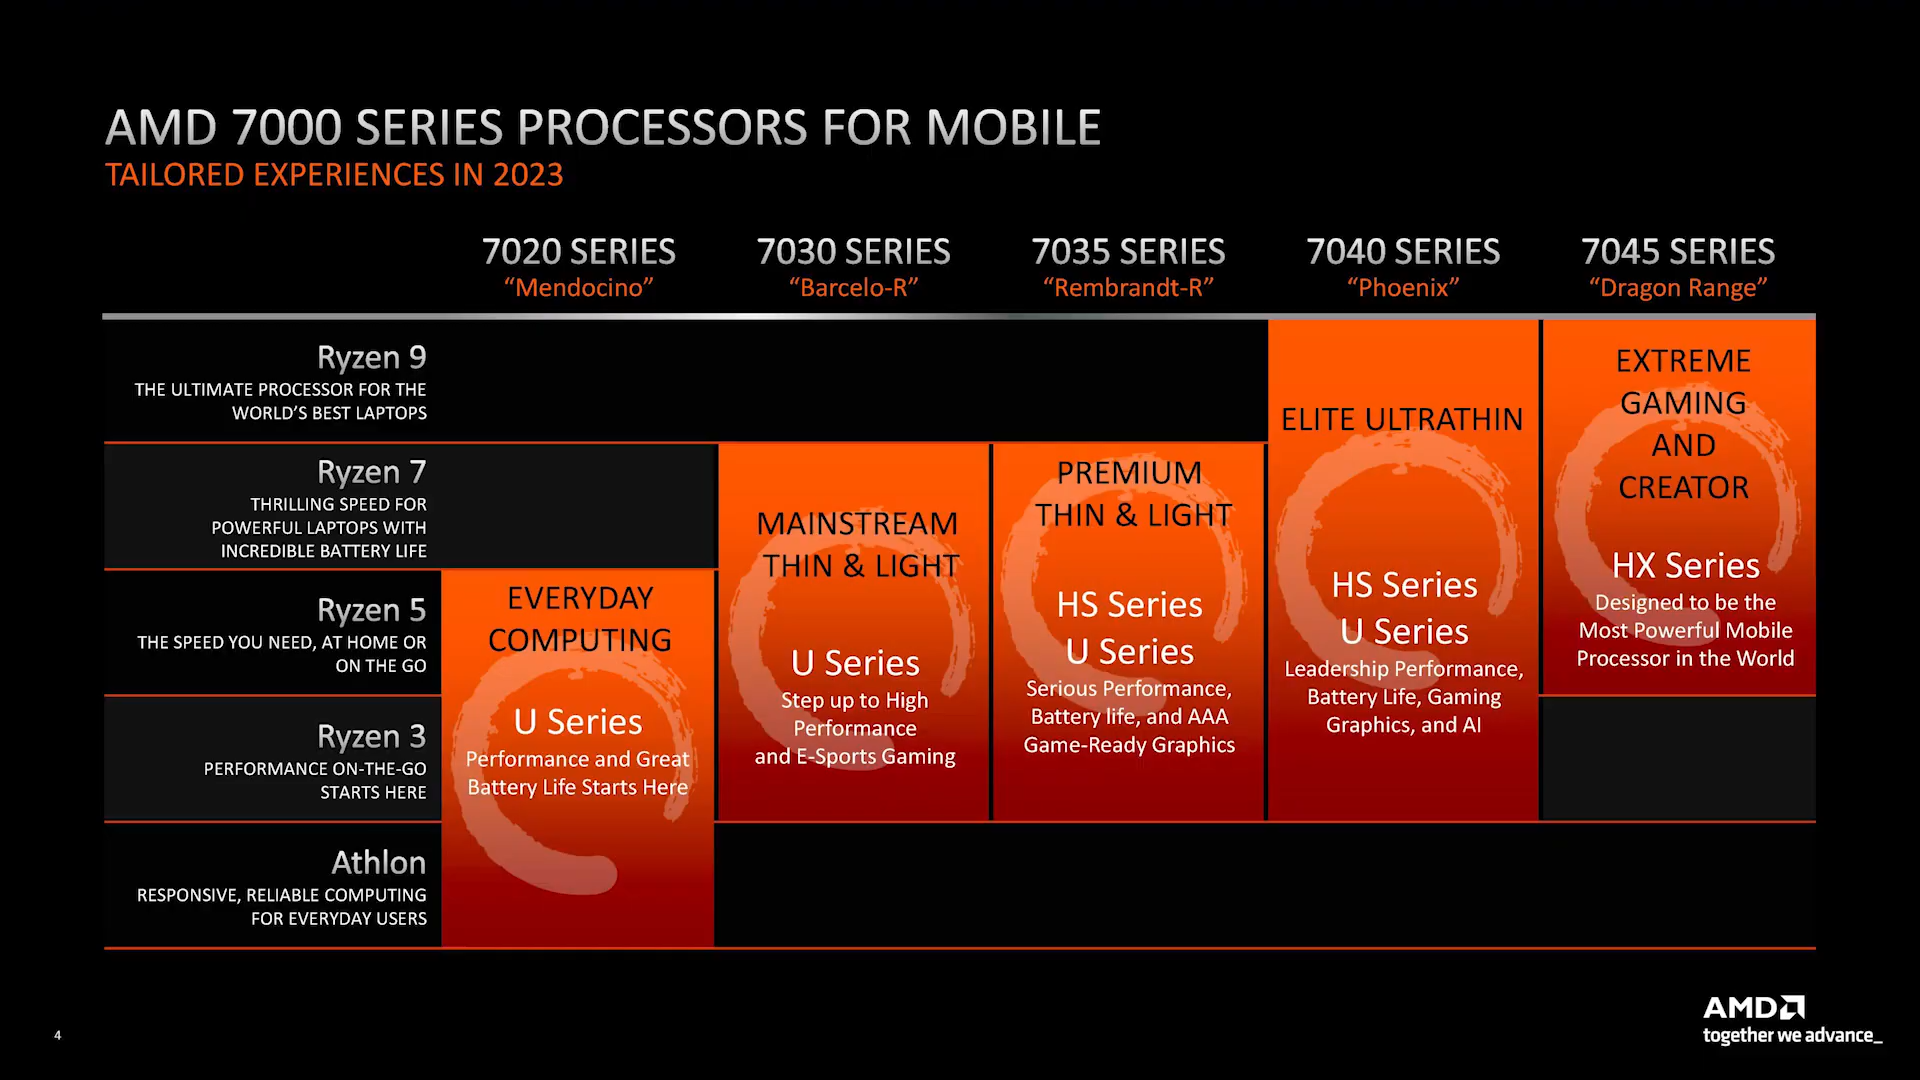 AMD 7000 SERIES PROCESSORS FOR MOBILE
TAILORED EXPERIENCES IN 2023
7020 SERIES
“Mendocino”
7030 SERIES
“Barcelo-R”
7035 SERIES
“Rembrandt-R”
7040 SERIES
“Phoenix”
7045 SERIES
“Dragon Range”
Ryzen 9
THE ULTIMATE PROCESSOR FOR THE
WORLD’S BEST LAPTOPS
Ryzen 7
THRILLING SPEED FOR
POWERFUL LAPTOPS WITH
INCREDIBLE BATTERY LIFE
Ryzen 5
THE SPEED YOU NEED, AT HOME OR
ON THE GO
Ryzen 3
PERFORMANCE ON-THE-GO
STARTS HERE
Athlon
RESPONSIVE, RELIABLE COMPUTING
FOR EVERYDAY USERS
EVERYDAY
COMPUTING
U Series
Performance and Great
Battery Life Starts Here
MAINSTREAM
THIN & LIGHT
U Series
Step up to High
Performance
and E-Sports Gaming
PREMIUM
THIN & LIGHT
HS Series
U Series
Serious Performance,
Battery life, and AAA
Game-Ready Graphics
ELITE ULTRATHIN
HS Series
U Series
Leadership Performance,
Battery Life, Gaming
Graphics, and AI
EXTREME
GAMING
AND
CREATOR
HX Series
Designed to be the
Most Powerful Mobile
Processor in the World
4
AMD
together we advance_